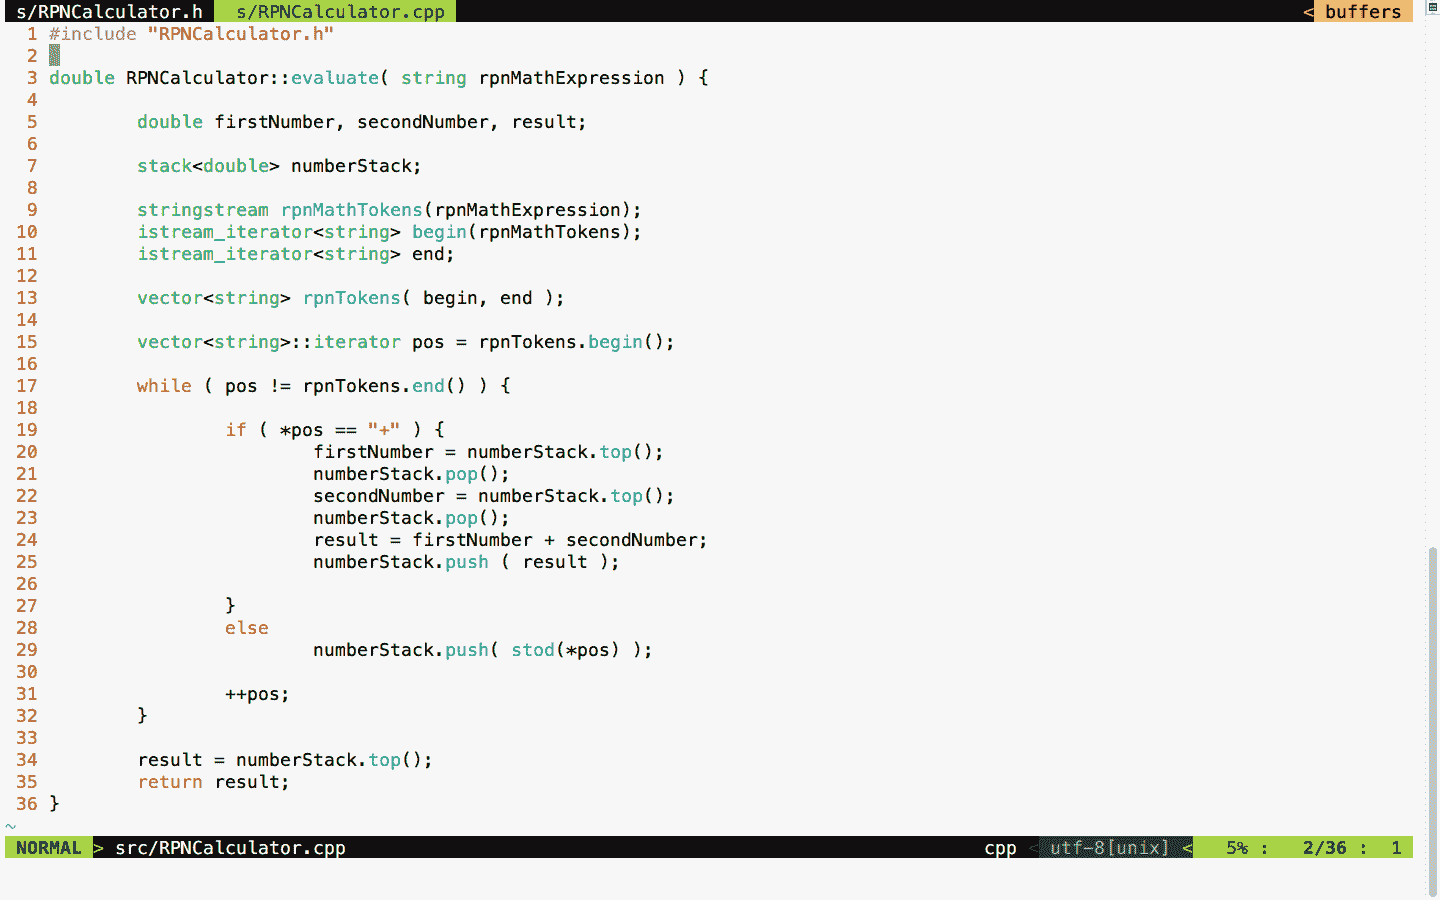 s/RPNCalculator.h s/RPNCalculator.cpp < buffers
1 #include "RPNCalculator.h"
2
3 double RPNCalculator::evaluate( string rpnMathExpression ) {
4
5         double firstNumber, secondNumber, result;
6
7         stack<double> numberStack;
8
9         stringstream rpnMathTokens(rpnMathExpression);
10         istream_iterator<string> begin(rpnMathTokens);
11         istream_iterator<string> end;
12
13         vector<string> rpnTokens( begin, end );
14
15         vector<string>::iterator pos = rpnTokens.begin();
16
17         while ( pos != rpnTokens.end() ) {
18
19                 if ( *pos == "+" ) {
20                         firstNumber = numberStack.top();
21                         numberStack.pop();
22                         secondNumber = numberStack.top();
23                         numberStack.pop();
24                         result = firstNumber + secondNumber;
25                         numberStack.push ( result );
26
27                 }
28                 else
29                         numberStack.push( stod(*pos) );
30
31                 ++pos;
32         }
33
34         result = numberStack.top();
35         return result;
36 }
~
NORMAL > src/RPNCalculator.cpp cpp < utf-8[unix] < 5% : 2/36 : 1